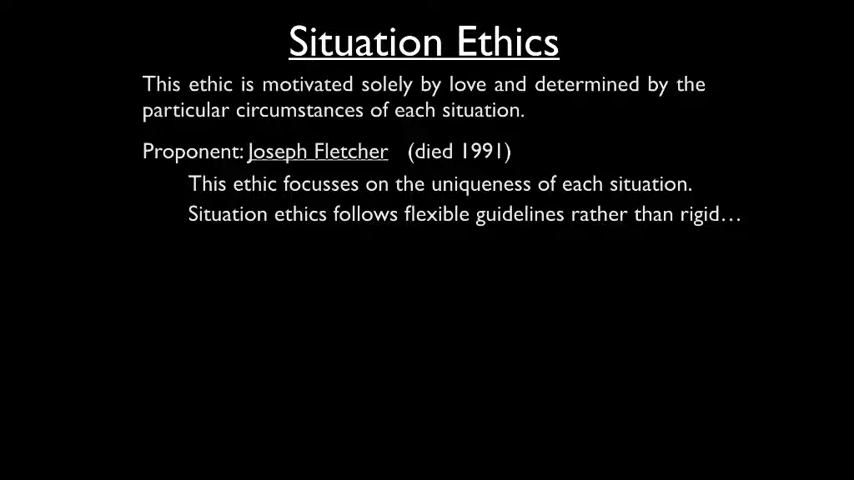 Situation Ethics
This ethic is motivated solely by love and determined by the
particular circumstances of each situation.
Proponent: Joseph Fletcher (died 1991)
This ethic focusses on the uniqueness of each situation.
Situation ethics follows flexible guidelines rather than rigid…